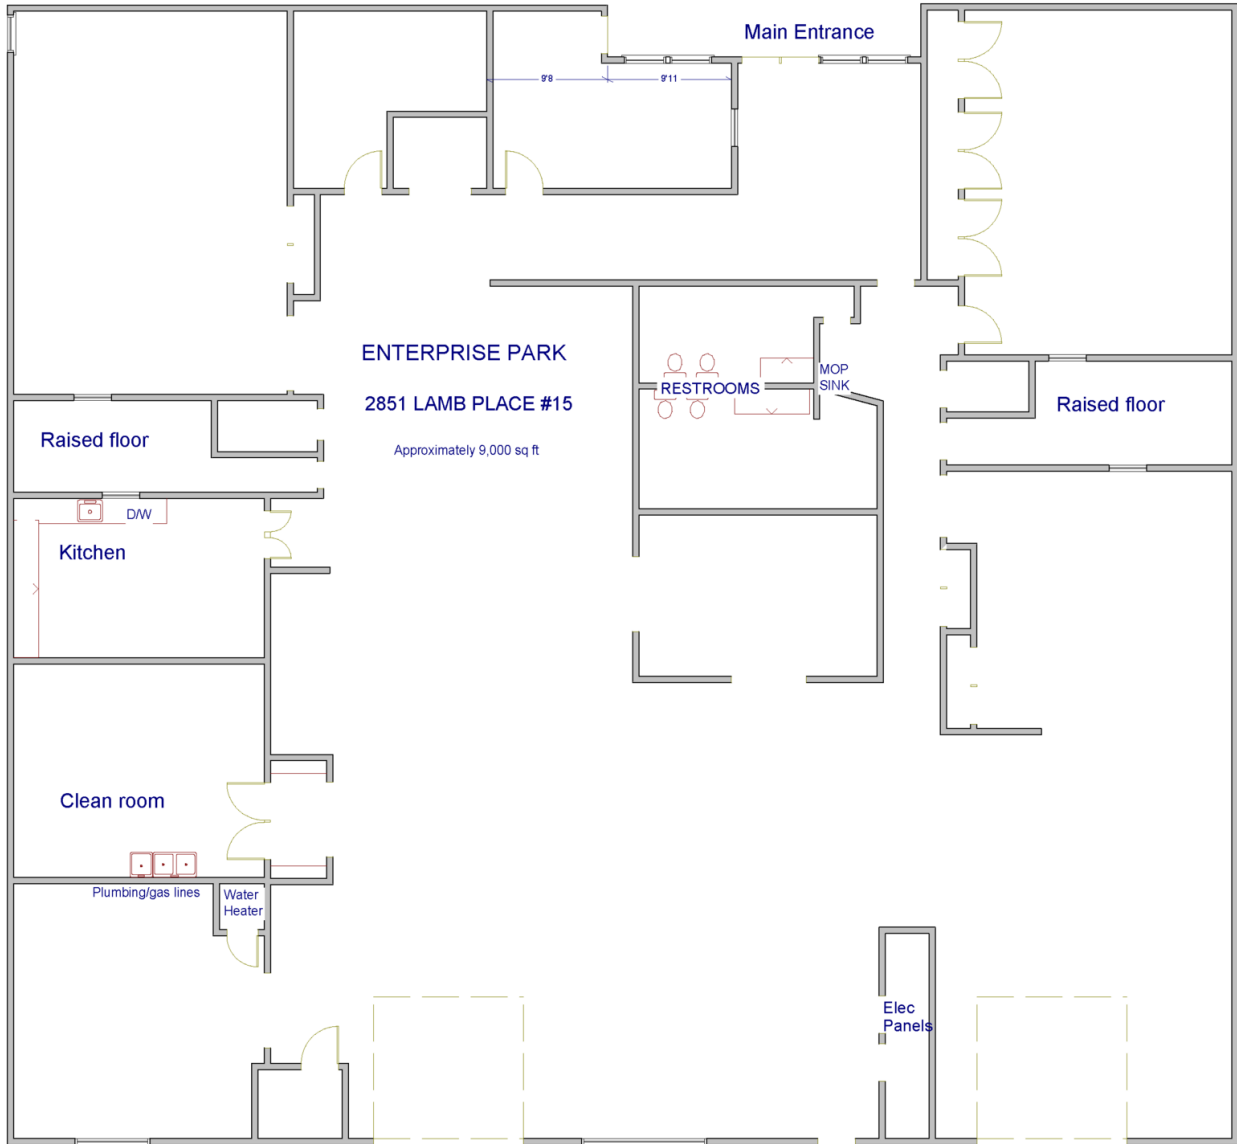 Main Entrance
9'8
9'11
ENTERPRISE PARK
2851 LAMB PLACE #15
Approximately 9,000 sq ft
RESTROOMS
MOP
SINK
Raised floor
Raised floor
D/W
Kitchen
Clean room
Plumbing/gas lines
Water
Heater
Elec
Panels